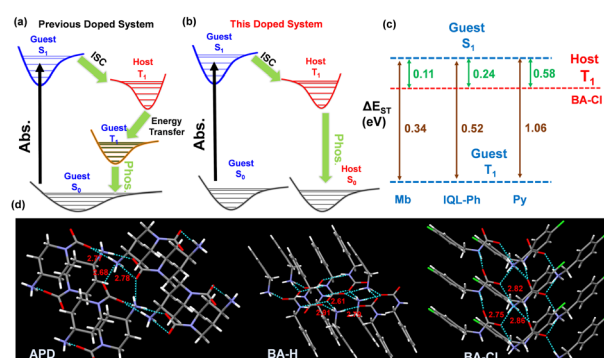 (a) Previous Doped System
Guest
S1
ISC
Host
T1
Abs.
Energy
Transfer
Guest
T1
Phos.
Guest
S0
(b) This Doped System
Guest
S1
ISC
Host
T1
Abs.
Phos.
Guest
S0
Host
S0
(c)
Guest
S1
0.11
0.24
0.58
Host
T1
BA-Cl
ΔEST
(eV)
0.34
0.52
1.06
Guest
T1
Mb
IQL-Ph
Py
(d)
2.78
APD
2.61
BA-H
2.82
2.75
BA-Cl